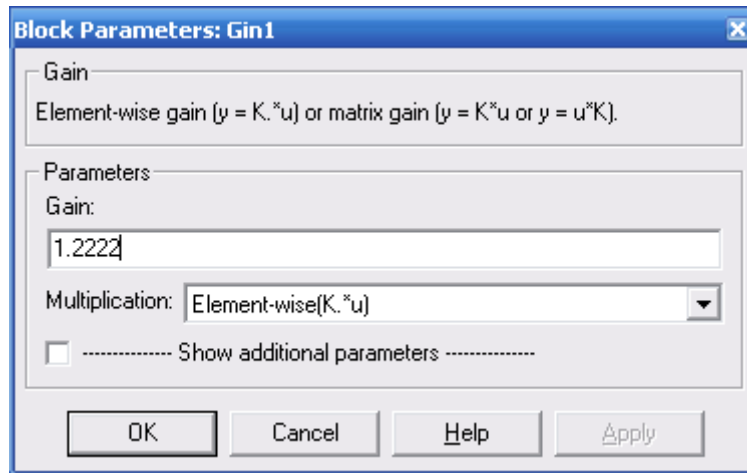 Block Parameters: Gin1
Gain
Element-wise gain (y = K.*u) or matrix gain (y = K*u or y = u*K).
Parameters
Gain:
1.2222
Multiplication: Element-wise(K.*u)
--------------- Show additional parameters ---------------
OK Cancel Help Apply